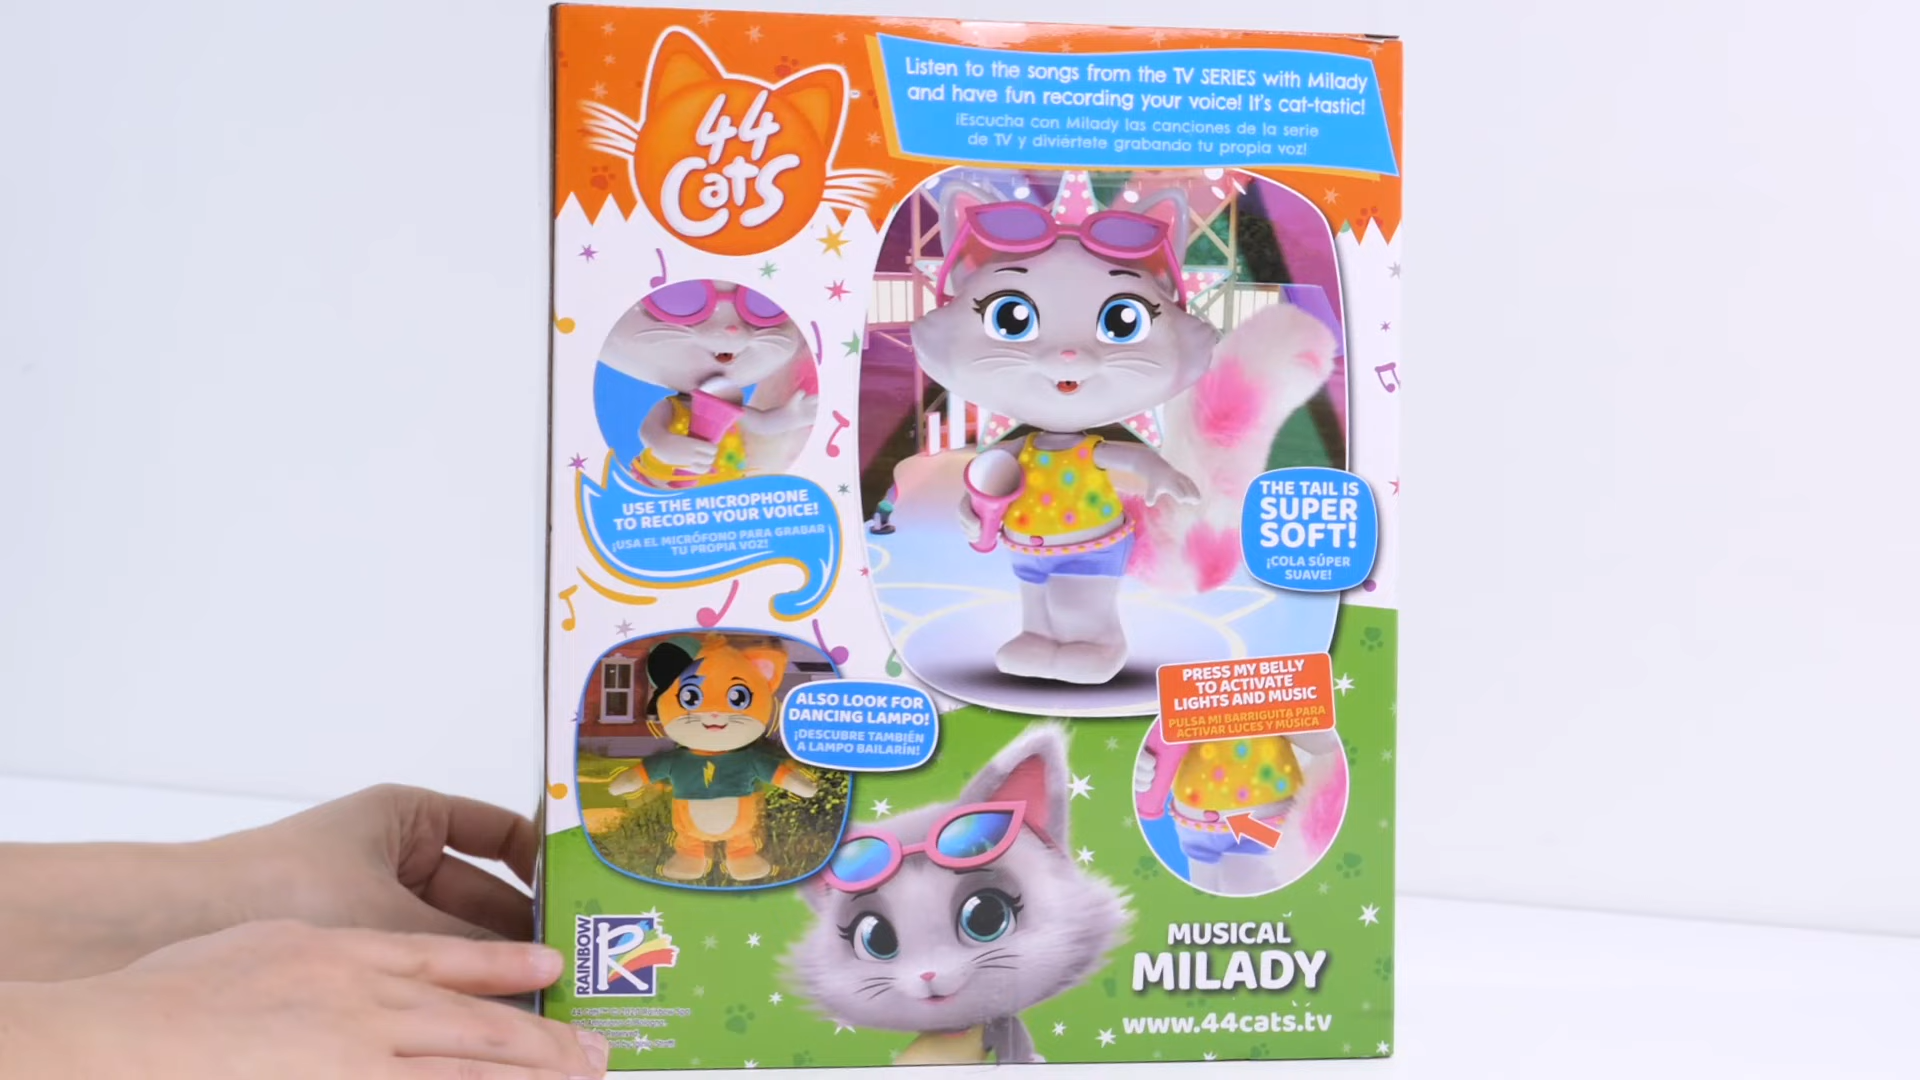 44
Cats
Listen to the songs from the TV SERIES with Milady
and have fun recording your voice! It's cat-tastic!
¡Escucha con Milady las canciones de la serie
de TV y diviértete grabando tu propia voz!
USE THE MICROPHONE
TO RECORD YOUR VOICE!
¡USA EL MICRÓFONO PARA GRABAR
TU PROPIA VOZ!
THE TAIL IS
SUPER
SOFT!
¡COLA SÚPER
SUAVE!
ALSO LOOK FOR
DANCING LAMPO!
¡DESCUBRE TAMBIÉN
A LAMPO BAILARÍN!
PRESS MY BELLY
TO ACTIVATE
LIGHTS AND MUSIC
PULSA MI BARRIGUITA PARA
ACTIVAR LUCES Y MÚSICA
RAINBOW
R
MUSICAL
MILADY
www.44cats.tv